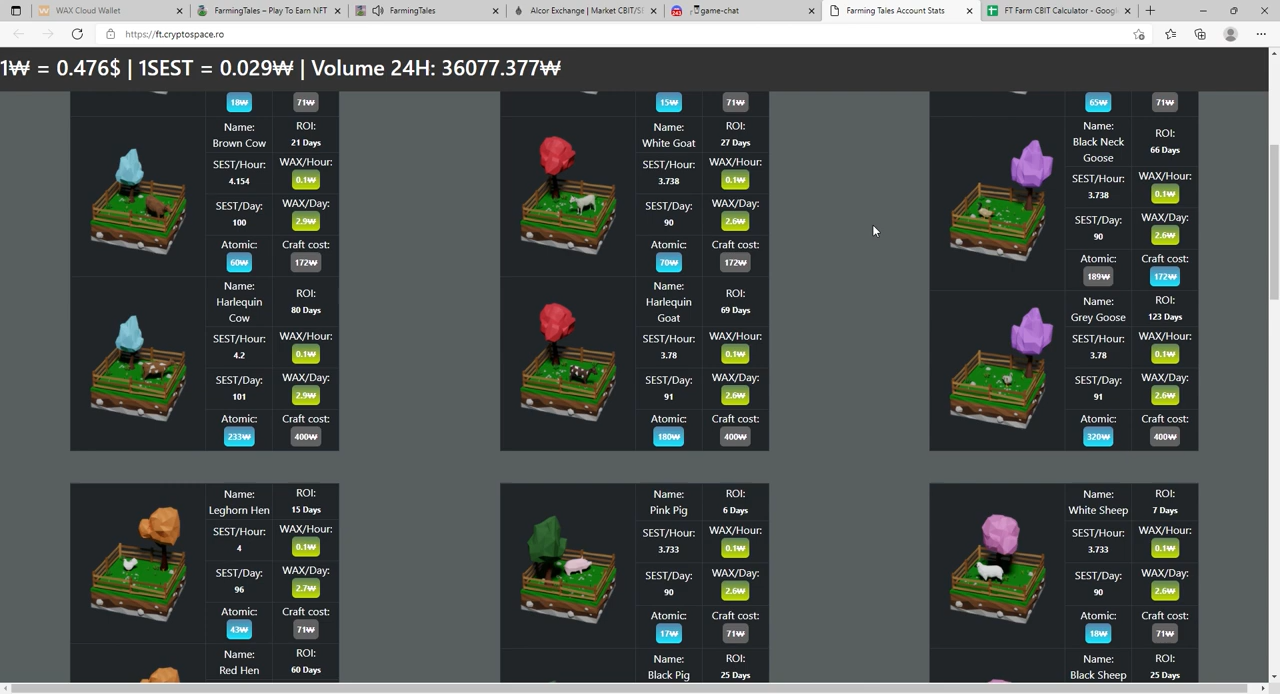 WAX Cloud Wallet
FarmingTales – Play To Earn NFT
FarmingTales
Alcor Exchange | Market CBIT/S
game-chat
Farming Tales Account Stats
FT Farm CBIT Calculator - Goog
https://ft.cryptospace.ro
1₩ = 0.476$ | 1SEST = 0.029₩ | Volume 24H: 36077.377₩
18₩ 71₩
15₩ 71₩
65₩ 71₩
Name: Brown Cow
ROI: 21 Days
SEST/Hour: 4.154
WAX/Hour: 0.1₩
SEST/Day: 100
WAX/Day: 2.9₩
Atomic: 60₩
Craft cost: 172₩
Name: White Goat
ROI: 27 Days
SEST/Hour: 3.738
WAX/Hour: 0.1₩
SEST/Day: 90
WAX/Day: 2.6₩
Atomic: 70₩
Craft cost: 172₩
Name: Black Neck Goose
ROI: 66 Days
SEST/Hour: 3.738
WAX/Hour: 0.1₩
SEST/Day: 90
WAX/Day: 2.6₩
Atomic: 189₩
Craft cost: 172₩
Name: Harlequin Cow
ROI: 80 Days
SEST/Hour: 4.2
WAX/Hour: 0.1₩
SEST/Day: 101
WAX/Day: 2.9₩
Atomic: 233₩
Craft cost: 400₩
Name: Harlequin Goat
ROI: 69 Days
SEST/Hour: 3.78
WAX/Hour: 0.1₩
SEST/Day: 91
WAX/Day: 2.6₩
Atomic: 180₩
Craft cost: 400₩
Name: Grey Goose
ROI: 123 Days
SEST/Hour: 3.78
WAX/Hour: 0.1₩
SEST/Day: 91
WAX/Day: 2.6₩
Atomic: 320₩
Craft cost: 400₩
Name: Leghorn Hen
ROI: 15 Days
SEST/Hour: 4
WAX/Hour: 0.1₩
SEST/Day: 96
WAX/Day: 2.7₩
Atomic: 43₩
Craft cost: 71₩
Name: Pink Pig
ROI: 6 Days
SEST/Hour: 3.733
WAX/Hour: 0.1₩
SEST/Day: 90
WAX/Day: 2.6₩
Atomic: 17₩
Craft cost: 71₩
Name: White Sheep
ROI: 7 Days
SEST/Hour: 3.733
WAX/Hour: 0.1₩
SEST/Day: 90
WAX/Day: 2.6₩
Atomic: 18₩
Craft cost: 71₩
Name: Red Hen
ROI: 60 Days
Name: Black Pig
ROI: 25 Days
Name: Black Sheep
ROI: 25 Days